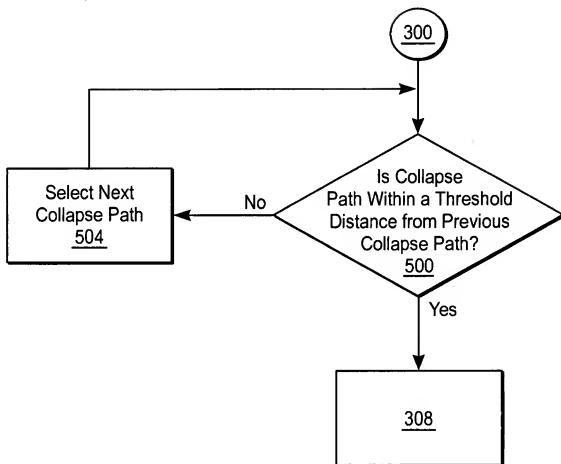 300
Is Collapse
Path Within a Threshold
Distance from Previous
Collapse Path?
500
No
Select Next
Collapse Path
504
Yes
308